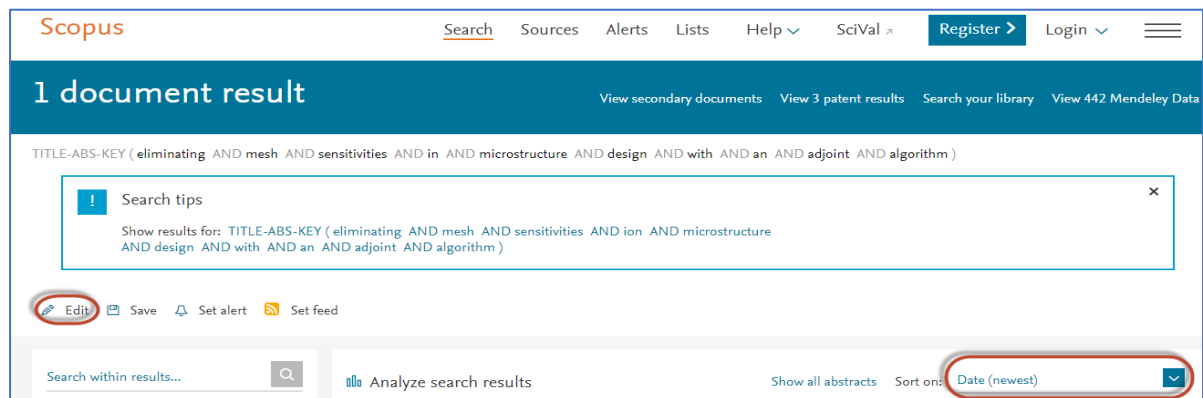 Scopus
Search Sources Alerts Lists Help SciVal Register > Login
1 document result
View secondary documents View 3 patent results Search your library View 442 Mendeley Data
TITLE-ABS-KEY ( eliminating AND mesh AND sensitivities AND in AND microstructure AND design AND with AND an AND adjoint AND algorithm )
! Search tips ×
Show results for: TITLE-ABS-KEY ( eliminating AND mesh AND sensitivities AND ion AND microstructure
AND design AND with AND an AND adjoint AND algorithm )
Edit Save Set alert Set feed
Search within results...
Analyze search results
Show all abstracts Sort on: Date (newest)